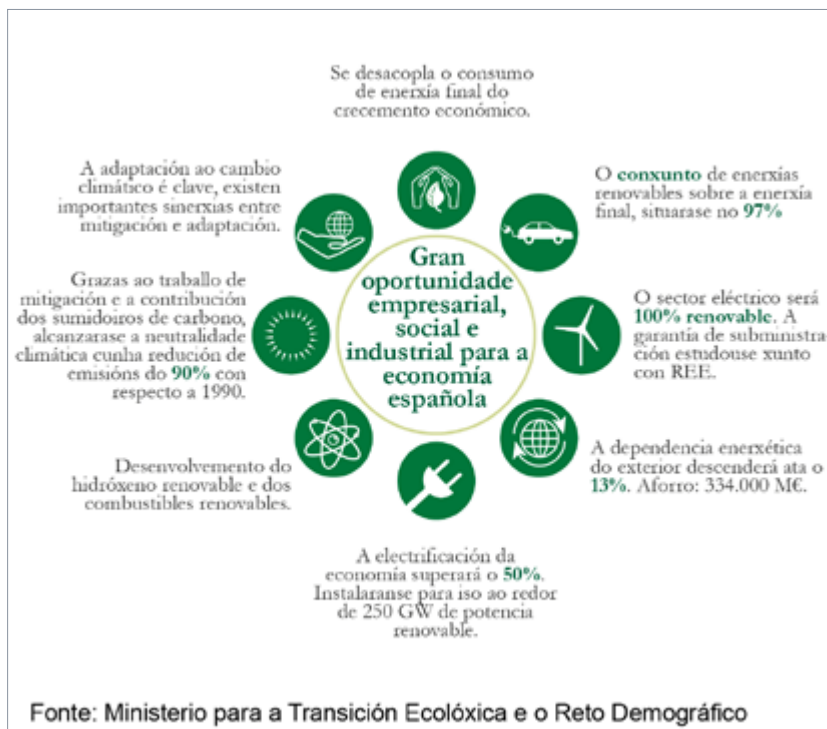 Se desacopla o consumo
de enerxía final do
crecemento económico.
A adaptación ao cambio
climático é clave, existen
importantes sinerxias entre
mitigación e adaptación.
O conxunto de enerxías
renovables sobre a enerxía
final, situarase no 97%
Gran
oportunidade
empresarial,
social e
industrial para a
economía
española
Grazas ao traballo de
mitigación e a contribución
dos sumidoiros de carbono,
alcanzarase a neutralidade
climática cunha redución de
emisións do 90% con
respecto a 1990.
O sector eléctrico será
100% renovable. A
garantía de subministra
ción estudouse xunto
con REE.
Desenvolvemento do
hidróxeno renovable e dos
combustibles renovables.
A dependencia enerxética
do exterior descenderá ata o
13%. Aforro: 334.000 M€.
A electrificación da
economía superará o 50%.
Instalaranse para iso ao redor
de 250 GW de potencia
renovable.
Fonte: Ministerio para a Transición Ecolóxica e o Reto Demográfico